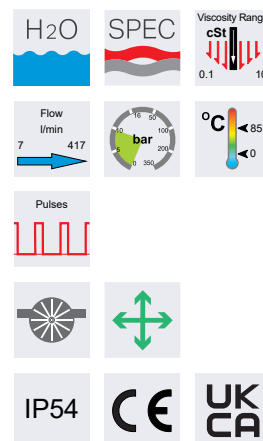 H2O SPEC Viscosity Rang
cSt
0.1 10
Flow
l/min
7 417
16 50
10 100
bar
5 200
0 350
°C
85
0
Pulses
IP54 CE UK
CA